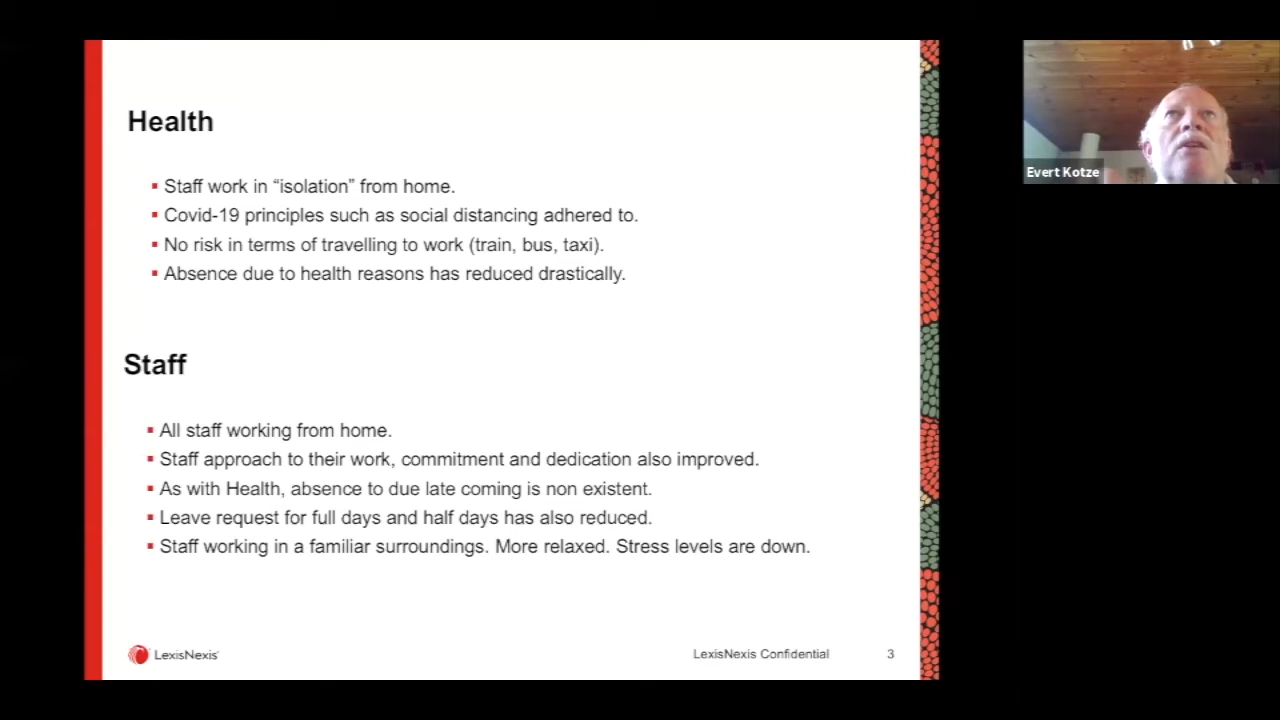 Health
▪ Staff work in “isolation” from home.
▪ Covid-19 principles such as social distancing adhered to.
▪ No risk in terms of travelling to work (train, bus, taxi).
▪ Absence due to health reasons has reduced drastically.
Staff
▪ All staff working from home.
▪ Staff approach to their work, commitment and dedication also improved.
▪ As with Health, absence to due late coming is non existent.
▪ Leave request for full days and half days has also reduced.
▪ Staff working in a familiar surroundings. More relaxed. Stress levels are down.
LexisNexis®
LexisNexis Confidential 3
Evert Kotze